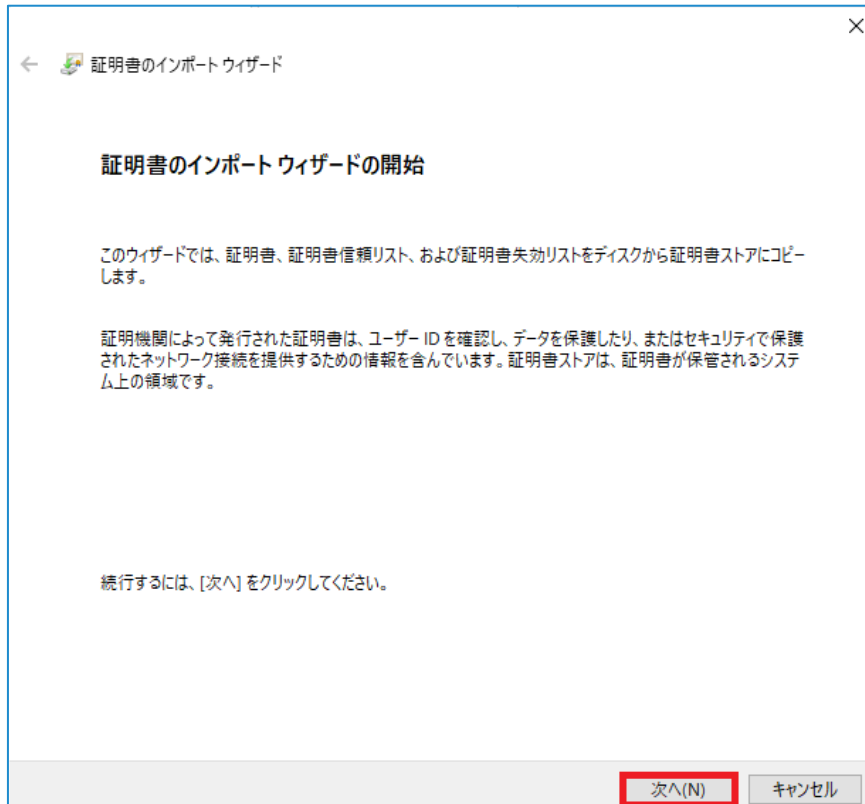 証明書のインポート ウィザード
証明書のインポート ウィザードの開始
このウィザードでは、証明書、証明書信頼リスト、および証明書失効リストをディスクから証明書ストアにコピー
します。
証明機関によって発行された証明書は、ユーザー ID を確認し、データを保護したり、またはセキュリティで保護
されたネットワーク接続を提供するための情報を含んでいます。証明書ストアは、証明書が保管されるシステ
ム上の領域です。
続行するには、[次へ] をクリックしてください。
次へ(N)
キャンセル